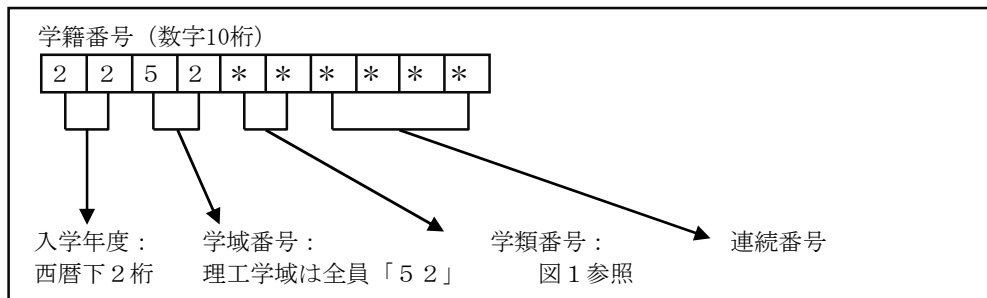 学籍番号（数字10桁）
２ ２ ５ ２ ＊ ＊ ＊ ＊ ＊ ＊
入学年度： 学域番号： 学類番号： 連続番号
西暦下２桁 理工学域は全員「５２」 図１参照